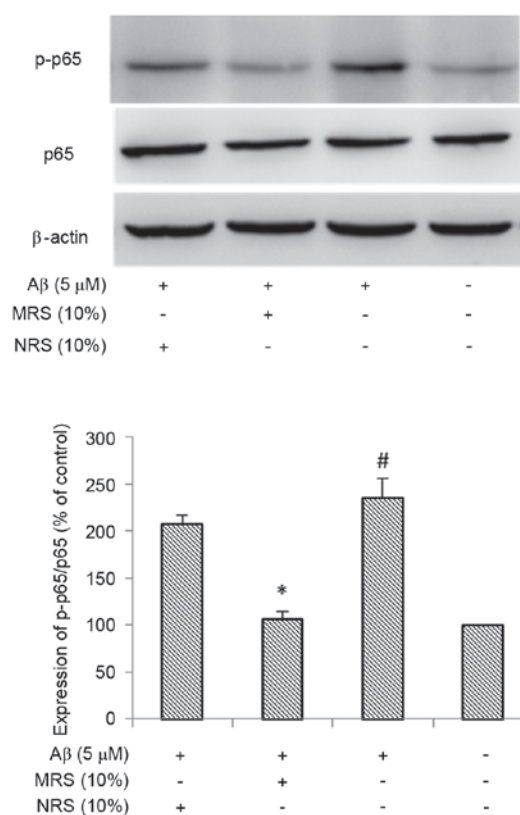 p-p65
p65
β-actin
Aβ (5 μM) + + + -
MRS (10%) - + - -
NRS (10%) + - - -
Expression of p-p65/p65 (% of control)
300
250
200
150
100
50
0
*
#
Aβ (5 μM) + + + -
MRS (10%) - + - -
NRS (10%) + - - -